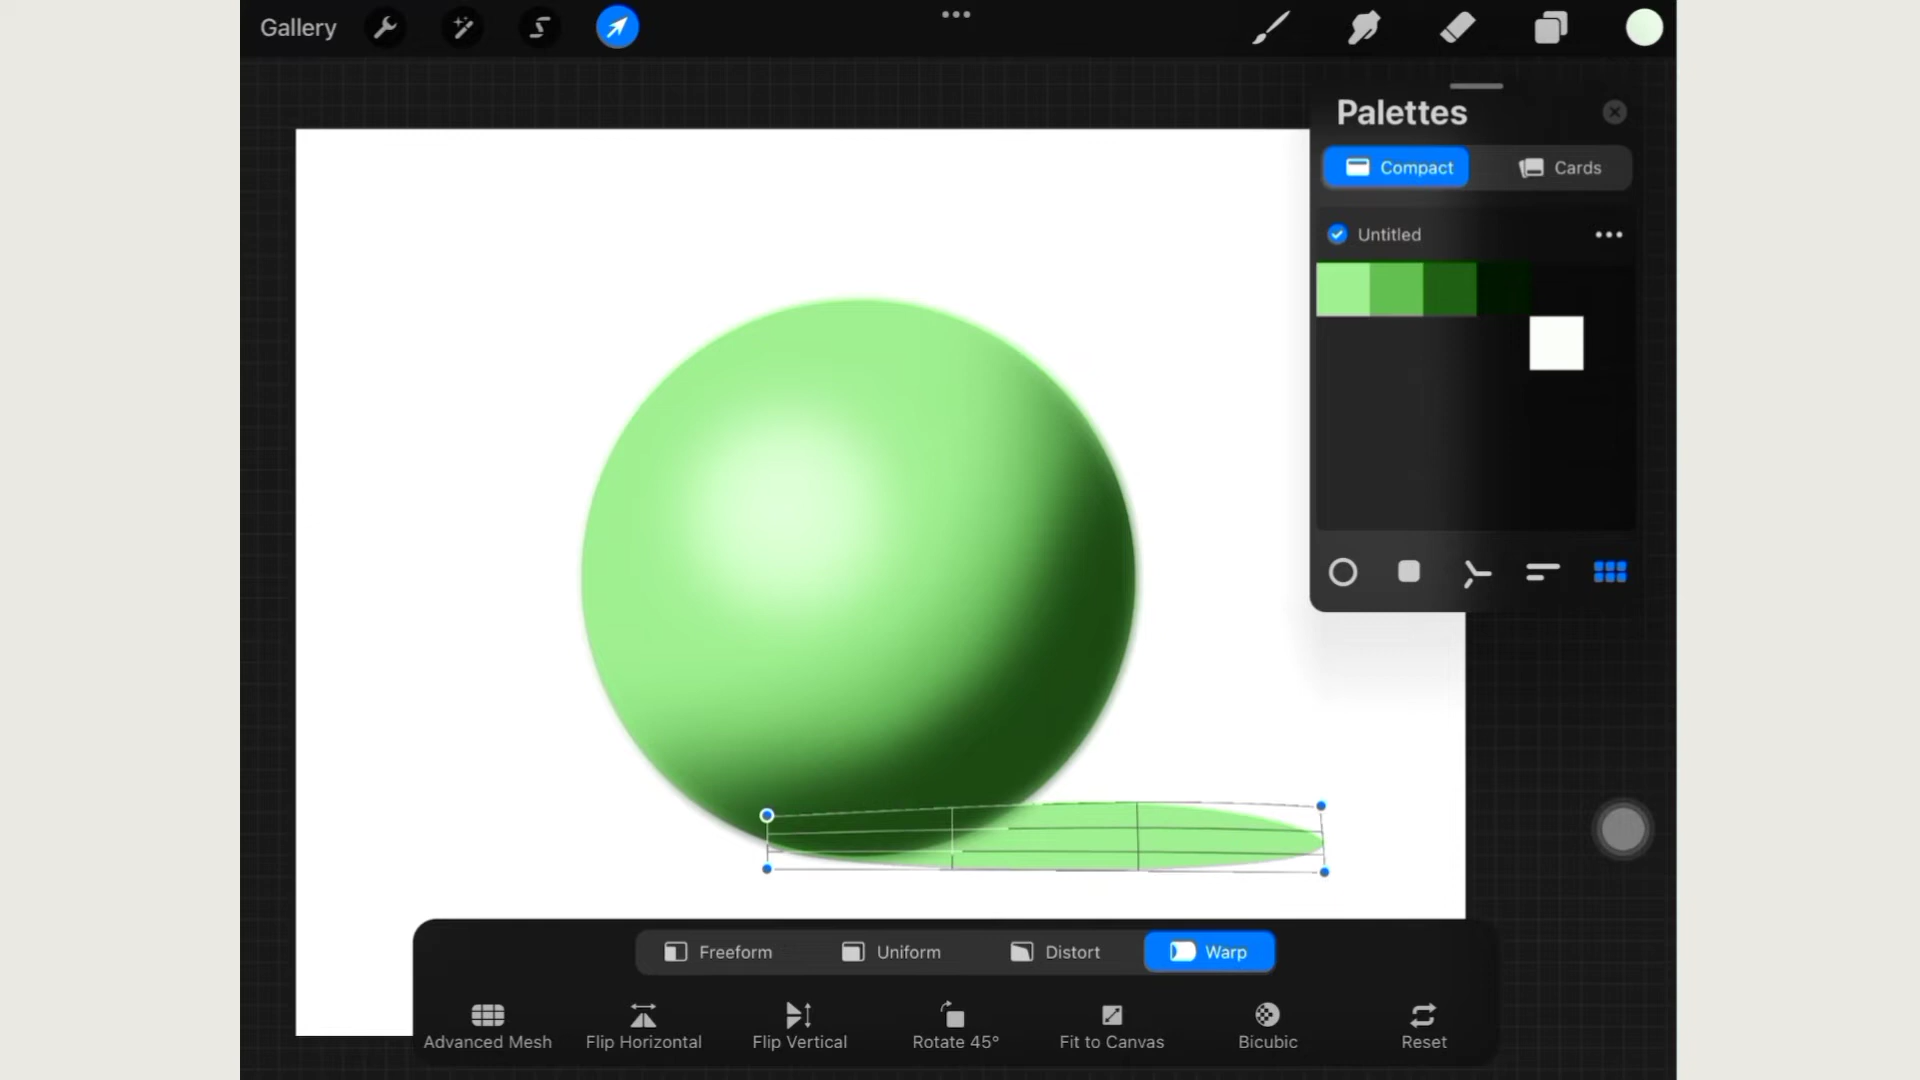 Gallery
Palettes
Compact
Cards
Untitled
Freeform
Uniform
Distort
Warp
Advanced Mesh
Flip Horizontal
Flip Vertical
Rotate 45°
Fit to Canvas
Bicubic
Reset